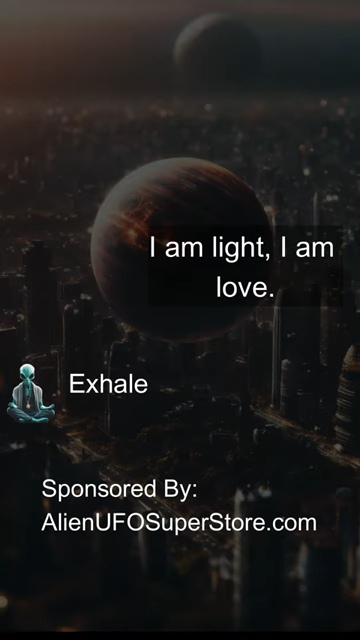 I am light, I am
love.
Exhale
Sponsored By:
AlienUFOSuperStore.com